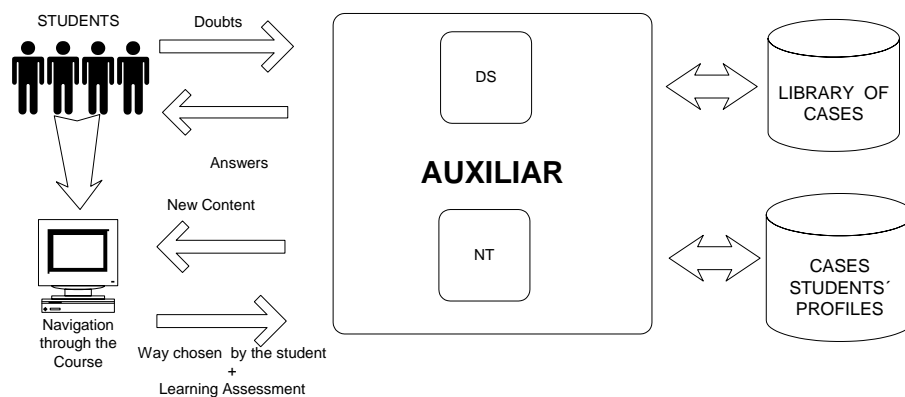 STUDENTS
Doubts
DS
LIBRARY OF
CASES
Answers
AUXILIAR
New Content
NT
CASES
STUDENTS´
PROFILES
Navigation
through the
Course
Way chosen by the student
+
Learning Assessment